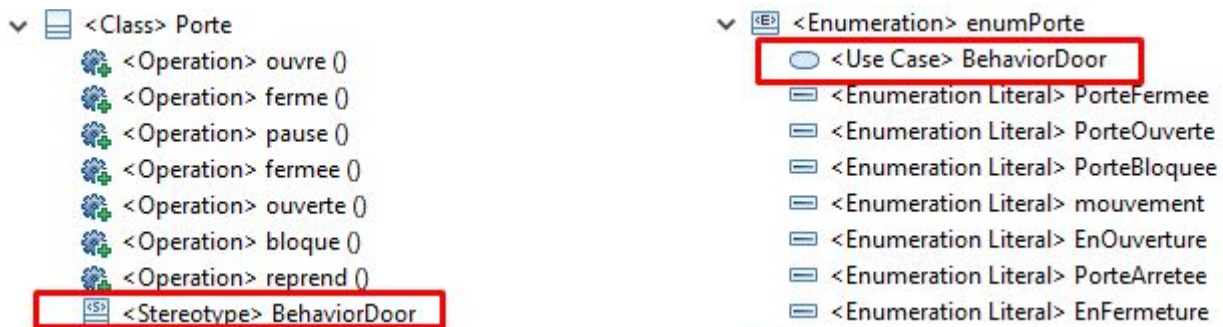 <Class> Porte
<Operation> ouvre ()
<Operation> ferme ()
<Operation> pause ()
<Operation> fermee ()
<Operation> ouverte ()
<Operation> bloque ()
<Operation> reprend ()
<S>
<Stereotype> BehaviorDoor
<E>
<Enumeration> enumPorte
<Use Case> BehaviorDoor
<Enumeration Literal> PorteFermee
<Enumeration Literal> PorteOuverte
<Enumeration Literal> PorteBloquee
<Enumeration Literal> mouvement
<Enumeration Literal> EnOuverture
<Enumeration Literal> PorteArretee
<Enumeration Literal> EnFermeture